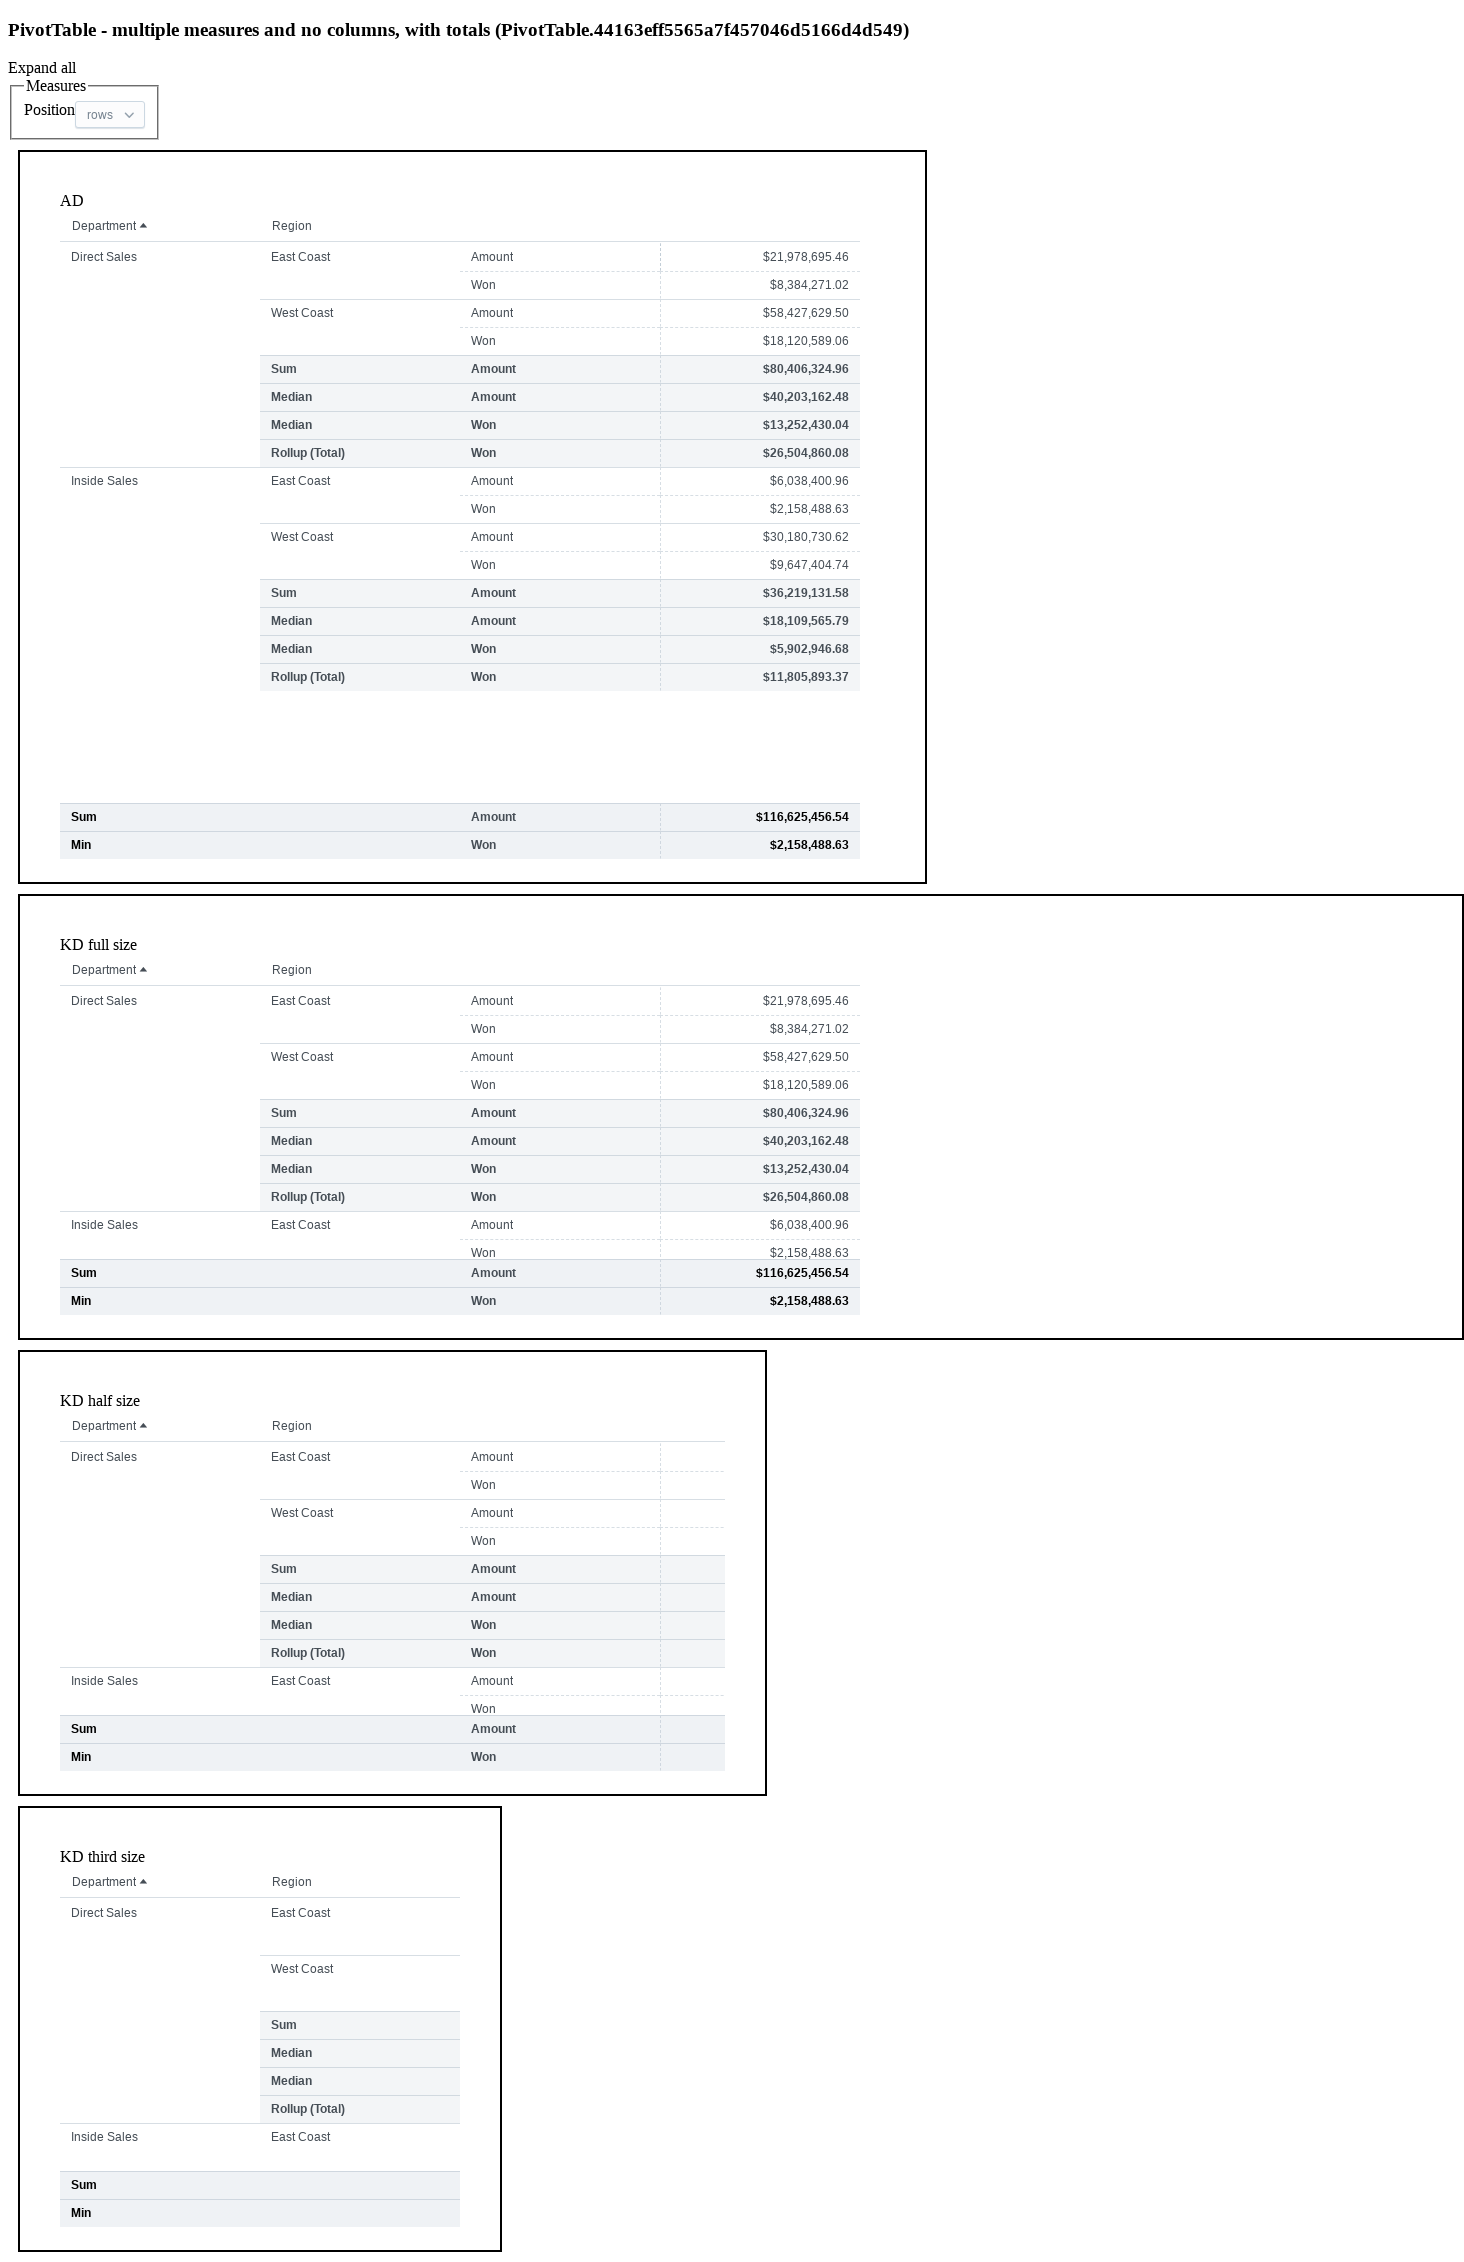 PivotTable - multiple measures and no columns, with totals (PivotTable.44163eff5565a7f457046d5166d4d549)
Expand all
Measures
Position rows
AD
Department Region
Direct Sales East Coast Amount $21,978,695.46
Won $8,384,271.02
West Coast Amount $58,427,629.50
Won $18,120,589.06
Sum Amount $80,406,324.96
Median Amount $40,203,162.48
Median Won $13,252,430.04
Rollup (Total) Won $26,504,860.08
Inside Sales East Coast Amount $6,038,400.96
Won $2,158,488.63
West Coast Amount $30,180,730.62
Won $9,647,404.74
Sum Amount $36,219,131.58
Median Amount $18,109,565.79
Median Won $5,902,946.68
Rollup (Total) Won $11,805,893.37
Sum Amount $116,625,456.54
Min Won $2,158,488.63
KD full size
Department Region
Direct Sales East Coast Amount $21,978,695.46
Won $8,384,271.02
West Coast Amount $58,427,629.50
Won $18,120,589.06
Sum Amount $80,406,324.96
Median Amount $40,203,162.48
Median Won $13,252,430.04
Rollup (Total) Won $26,504,860.08
Inside Sales East Coast Amount $6,038,400.96
Won $2,158,488.63
Sum Amount $116,625,456.54
Min Won $2,158,488.63
KD half size
Department Region
Direct Sales East Coast Amount
Won
West Coast Amount
Won
Sum Amount
Median Amount
Median Won
Rollup (Total) Won
Inside Sales East Coast Amount
Won
Sum Amount
Min Won
KD third size
Department Region
Direct Sales East Coast
West Coast
Sum
Median
Median
Rollup (Total)
Inside Sales East Coast
Sum
Min